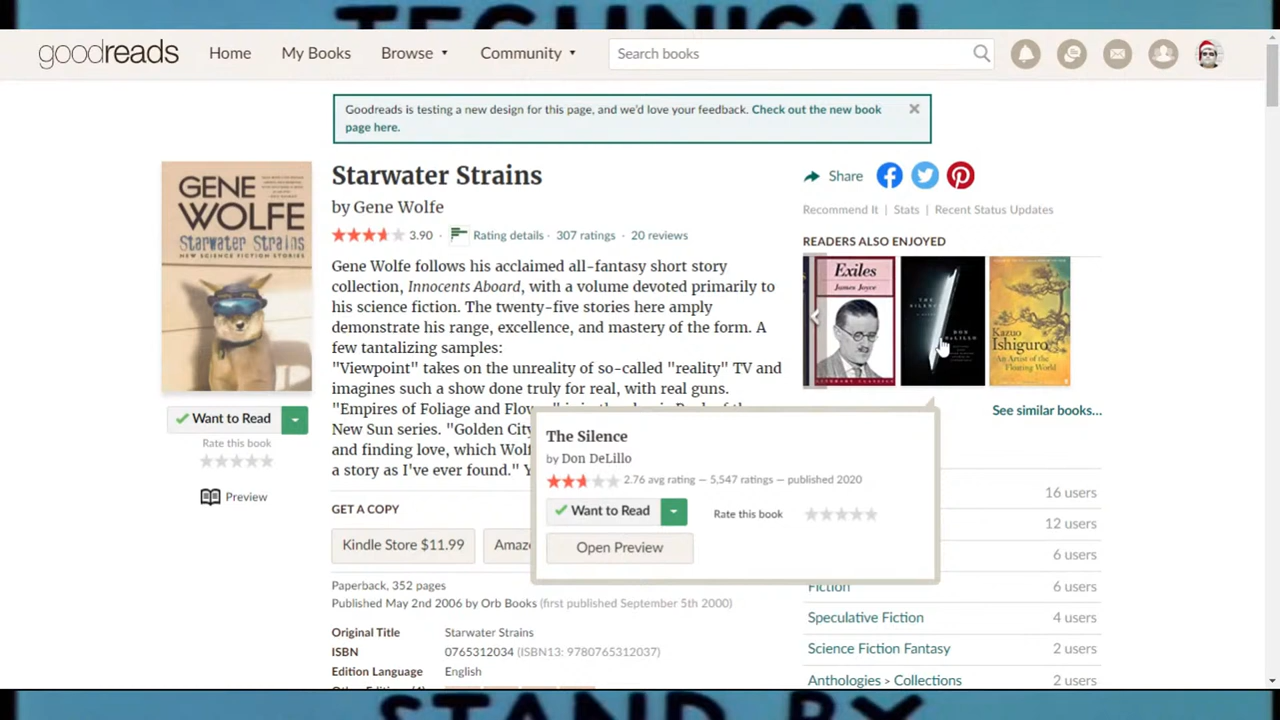 TECHNICAL
goodreads Home My Books Browse Community Search books
Goodreads is testing a new design for this page, and we'd love your feedback. Check out the new book
page here.
GENE
WOLFE
Starwater Strains
NEW SCIENCE FICTION STORIES
Starwater Strains
by Gene Wolfe
3.90 · Rating details · 307 ratings · 20 reviews
Gene Wolfe follows his acclaimed all-fantasy short story
collection, Innocents Aboard, with a volume devoted primarily to
his science fiction. The twenty-five stories here amply
demonstrate his range, excellence, and mastery of the form. A
few tantalizing samples:
"Viewpoint" takes on the unreality of so-called "reality" TV and
imagines such a show done truly for real, with real guns.
"Empires of Foliage and
New Sun series. "Golden City
and finding love, which
a story as I've ever found."
Want to Read
Rate this book
Preview
GET A COPY
Kindle Store $11.99
Paperback, 352 pages
Published May 2nd 2006 by Orb Books (first published September 5th 2000)
Original Title Starwater Strains
ISBN 0765312034 (ISBN13: 9780765312037)
Edition Language English
Share
Recommend It | Stats | Recent Status Updates
READERS ALSO ENJOYED
Exiles
James Joyce
THE
SILENCE
DON
DELILLO
Kazuo
Ishiguro
An Artist of the
Floating World
See similar books...
The Silence
by Don DeLillo
2.76 avg rating — 5,547 ratings — published 2020
Want to Read Rate this book
Open Preview
16 users
12 users
6 users
Fiction 6 users
Speculative Fiction 4 users
Science Fiction Fantasy 2 users
Anthologies > Collections 2 users
STAND BY